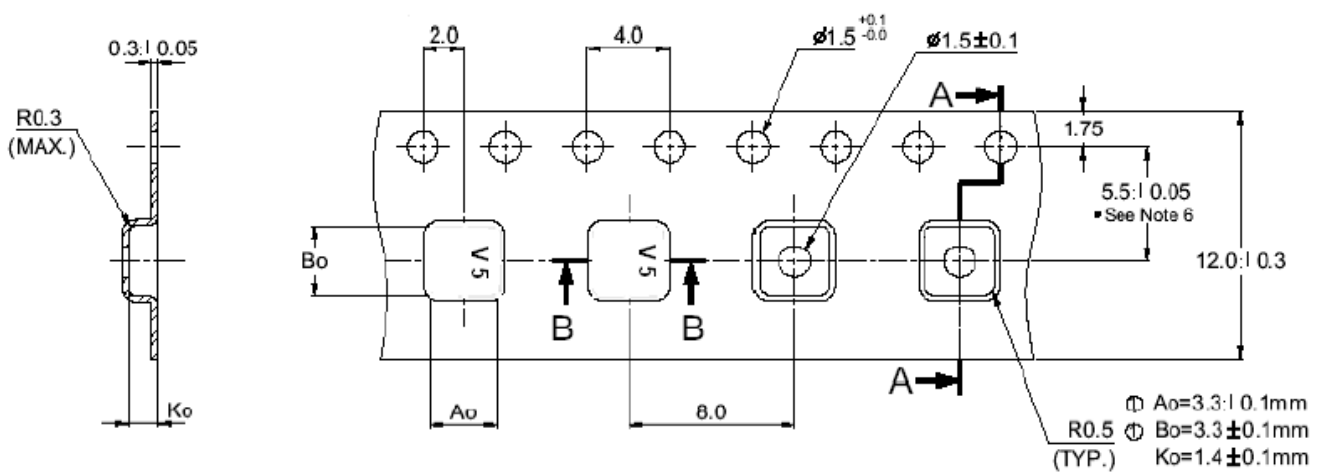 0.3:| 0.05
2.0
4.0
ø1.5 +0.1 -0.0
ø1.5±0.1
A
R0.3
(MAX.)
1.75
5.5:| 0.05
See Note 6
Bo
V 5
V 5
12.0:| 0.3
B
B
A
Ko
Ao
8.0
R0.5
(TYP.)
Ao=3.3:| 0.1mm
Bo=3.3±0.1mm
Ko=1.4±0.1mm